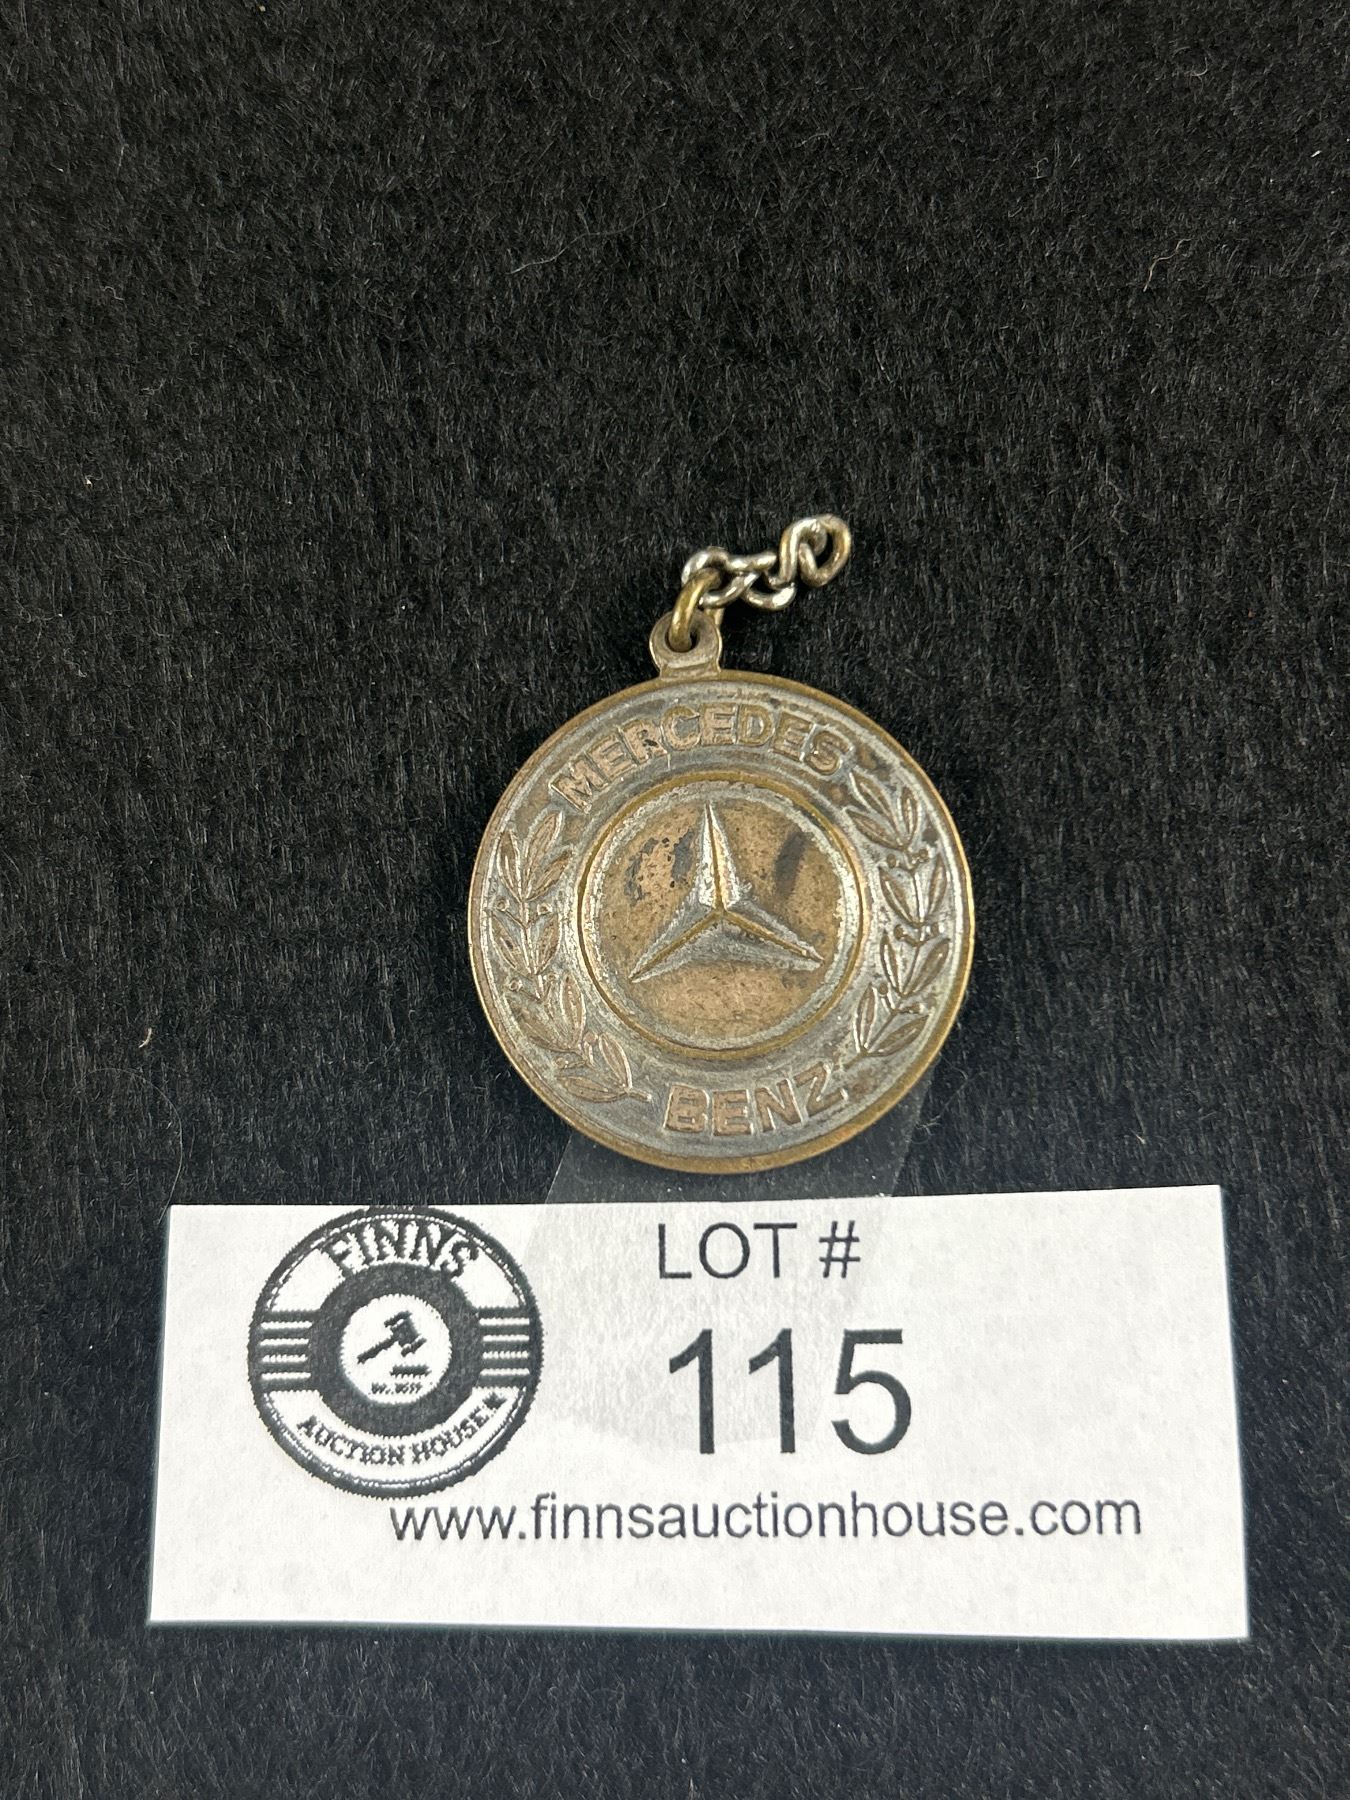 MERCEDES
BENZ
FINNS
AUCTION HOUSE
LOT #
115
www.finnsauctionhouse.com